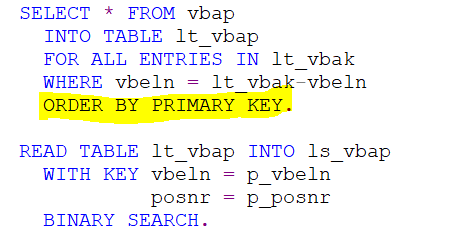 SELECT * FROM vbap
INTO TABLE lt_vbap
FOR ALL ENTRIES IN lt_vbak
WHERE vbeln = lt_vbak-vbeln
ORDER BY PRIMARY KEY.
READ TABLE lt_vbap INTO ls_vbap
WITH KEY vbeln = p_vbeln
posnr = p_posnr
BINARY SEARCH.